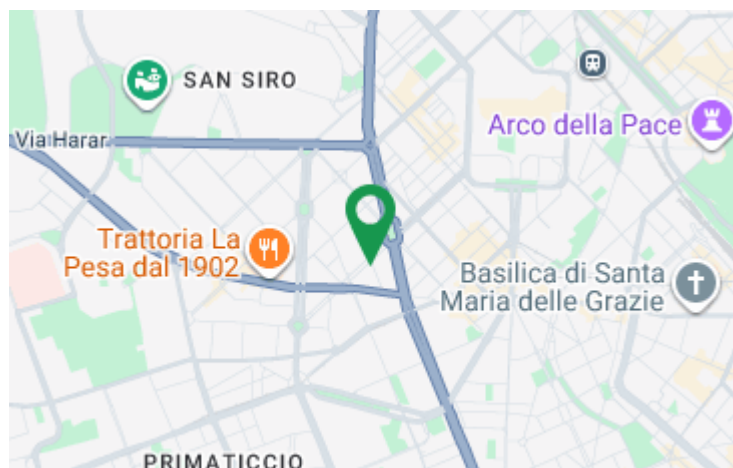 SAN SIRO
Arco della Pace
Via Harar
Trattoria La
Pesa dal 1902
Basilica di Santa
Maria delle Grazie
PRIMATICCIO